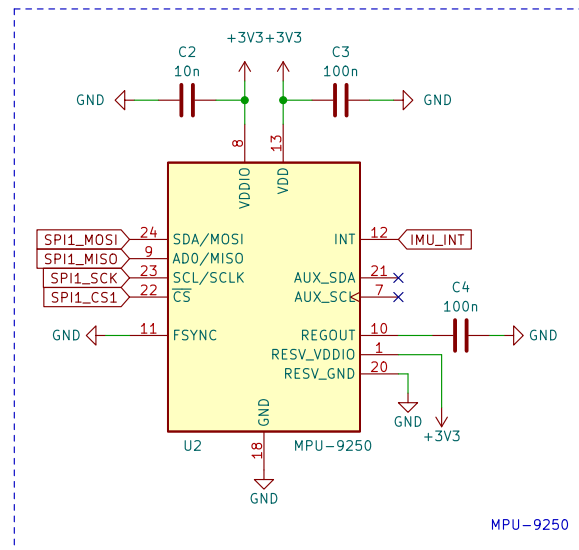 +3V3+3V3
C2
10n
C3
100n
GND
GND
8
13
VDDIO
VDD
SPI1_MOSI 24 SDA/MOSI
INT 12 IMU_INT
SPI1_MISO 9 AD0/MISO
SPI1_SCK 23 SCL/SCLK
AUX_SDA 21
SPI1_CS1 22 CS
AUX_SCL 7
C4
100n
GND 11 FSYNC
REGOUT 10
GND
RESV_VDDIO 1
RESV_GND 20
GND
GND
+3V3
18
U2
MPU-9250
GND
MPU-9250